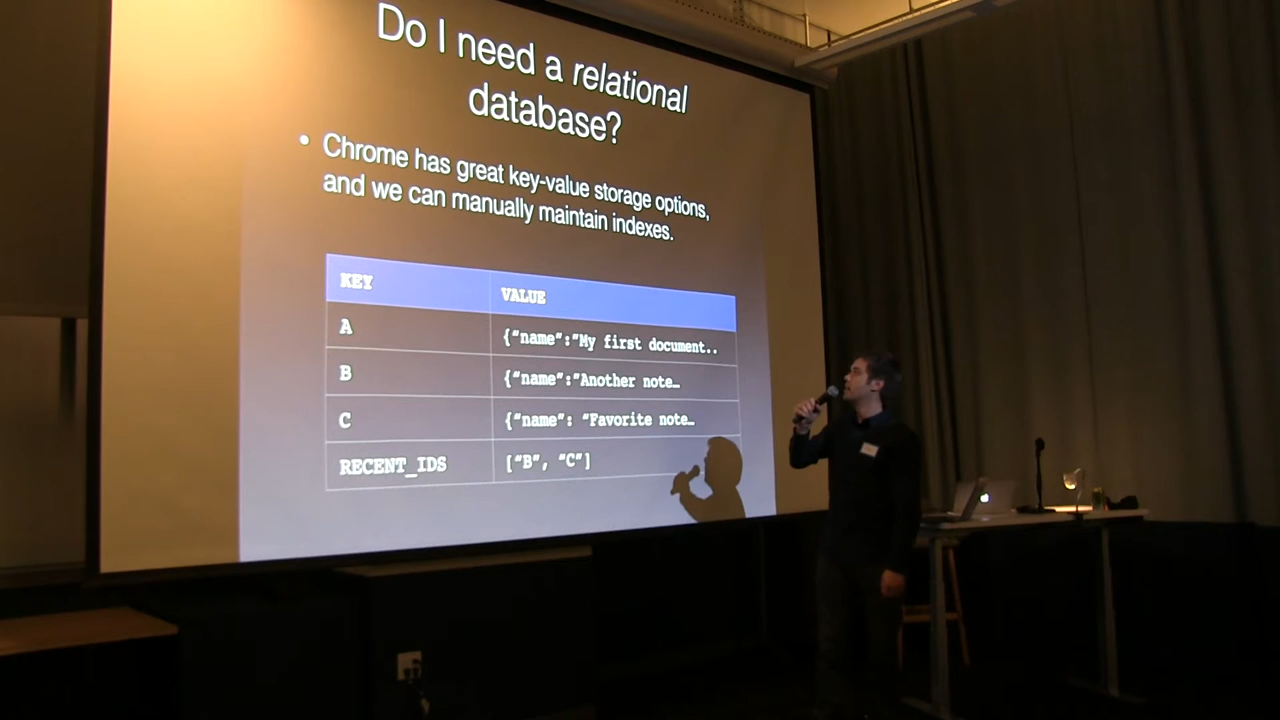 Do I need a relational
database?
• Chrome has great key-value storage options,
and we can manually maintain indexes.
KEY VALUE
A {“name”:”My first document..
B {“name”:”Another note…
C {“name”: “Favorite note…
RECENT_IDS [“B”, “C”]